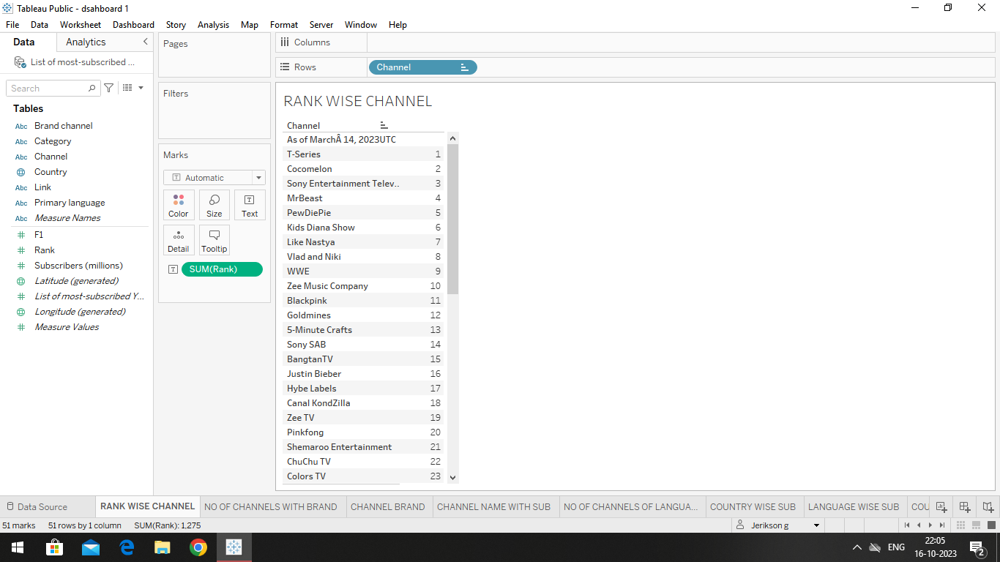 Tableau Public - dsahboard 1
File Data Worksheet Dashboard Story Analysis Map Format Server Window Help
Data Analytics
List of most-subscribed ...
Search
Tables
Abc Brand channel
Abc Category
Abc Channel
Country
Abc Link
Abc Primary language
Abc Measure Names
F1
Rank
Subscribers (millions)
Latitude (generated)
List of most-subscribed Y...
Longitude (generated)
Measure Values
Pages
Filters
Marks
T Automatic
Color Size T Text
Detail Tooltip
T SUM(Rank)
Columns
Rows Channel
RANK WISE CHANNEL
Channel
As of MarchÂ 14, 2023UTC
T-Series 1
Cocomelon 2
Sony Entertainment Telev.. 3
MrBeast 4
PewDiePie 5
Kids Diana Show 6
Like Nastya 7
Vlad and Niki 8
WWE 9
Zee Music Company 10
Blackpink 11
Goldmines 12
5-Minute Crafts 13
Sony SAB 14
BangtanTV 15
Justin Bieber 16
Hybe Labels 17
Canal KondZilla 18
Zee TV 19
Pinkfong 20
Shemaroo Entertainment 21
ChuChu TV 22
Colors TV 23
Data Source RANK WISE CHANNEL NO OF CHANNELS WITH BRAND CHANNEL BRAND CHANNEL NAME WITH SUB NO OF CHANNELS OF LANGUA... COUNTRY WISE SUB LANGUAGE WISE SUB COU
51 marks 51 rows by 1 column SUM(Rank): 1,275 Jerikson g
ENG 22:05
16-10-2023 2